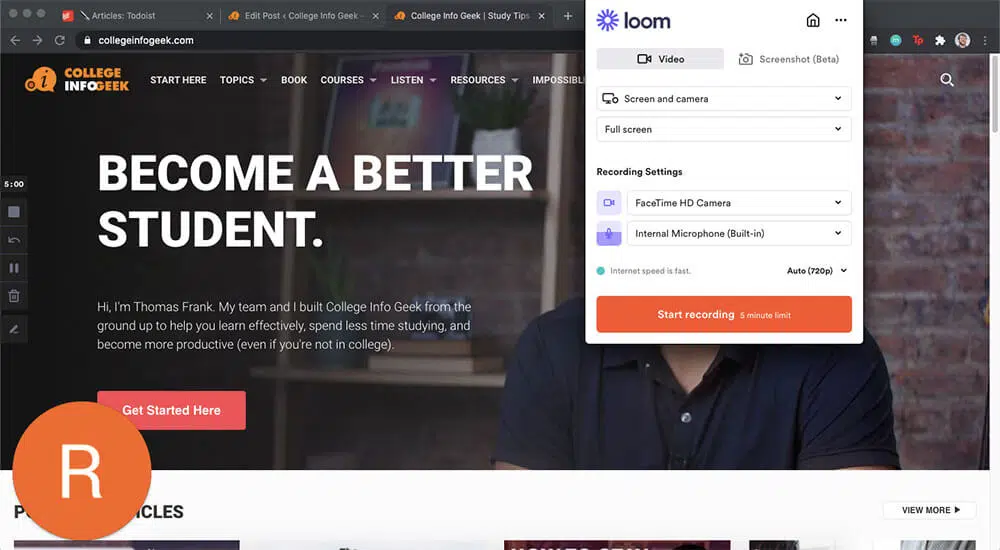 Articles: Todoist
Edit Post ‹ College Info Geek —
College Info Geek | Study Tips
collegeinfogeek.com
Tp
COLLEGE
INFOGEEK
START HERE
TOPICS
BOOK
COURSES
LISTEN
RESOURCES
loom
Video
Screenshot (Beta)
Screen and camera
Full screen
Recording Settings
FaceTime HD Camera
Internal Microphone (Built-in)
Internet speed is fast.
Auto (720p)
Start recording 5 minute limit
5:00
BECOME A BETTER
STUDENT.
Hi, I'm Thomas Frank. My team and I built College Info Geek from the
ground up to help you learn effectively, spend less time studying, and
become more productive (even if you're not in college).
Get Started Here
R
VIEW MORE